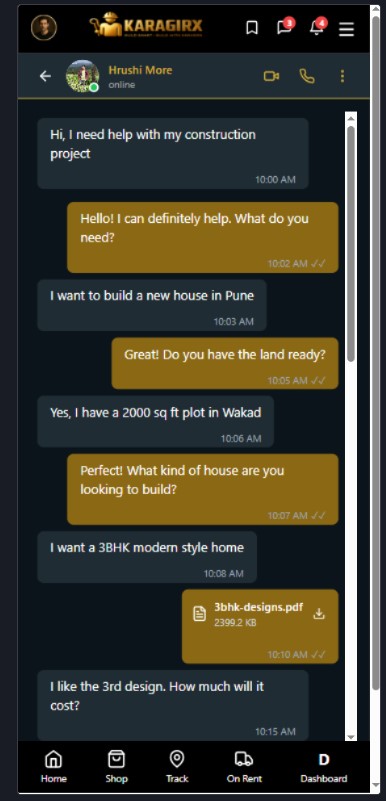 KARAGIRX
3
4
Hrushi More
online
Hi, I need help with my construction
project
10:00 AM
Hello! I can definitely help. What do you
need?
10:02 AM
I want to build a new house in Pune
10:03 AM
Great! Do you have the land ready?
10:05 AM
Yes, I have a 2000 sq ft plot in Wakad
10:06 AM
Perfect! What kind of house are you
looking to build?
10:07 AM
I want a 3BHK modern style home
10:08 AM
3bhk-designs.pdf
2399.2 KB
10:10 AM
I like the 3rd design. How much will it
cost?
10:15 AM
Home
Shop
Track
On Rent
D
Dashboard